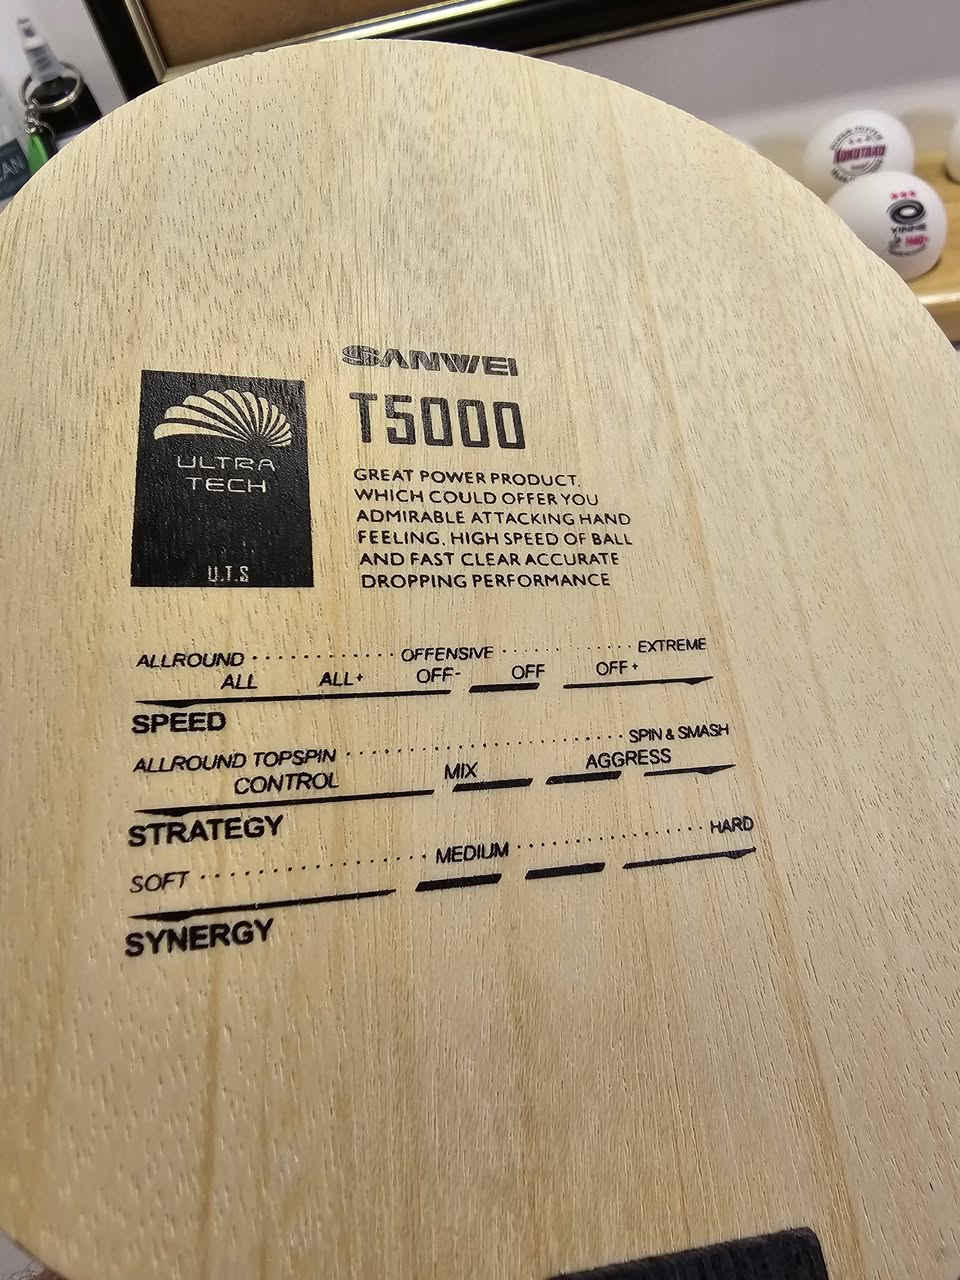 CAN
SANWEI
T5000
ULTRA
TECH
U.T.S
GREAT POWER PRODUCT,
WHICH COULD OFFER YOU
ADMIRABLE ATTACKING HAND
FEELING, HIGH SPEED OF BALL
AND FAST CLEAR ACCURATE
DROPPING PERFORMANCE
ALLROUND OFFENSIVE EXTREME
ALL ALL+ OFF- OFF OFF+
SPEED
ALLROUND TOPSPIN SPIN & SMASH
CONTROL MIX AGGRESS
STRATEGY
SOFT MEDIUM HARD
SYNERGY